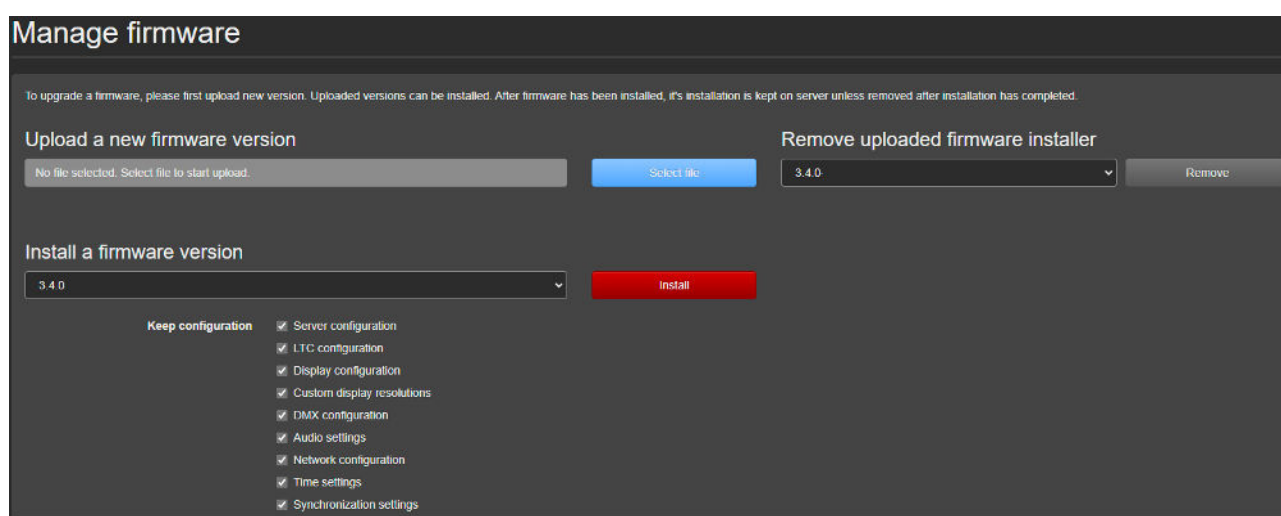 Manage firmware
To upgrade a firmware, please first upload new version. Uploaded versions can be installed. After firmware has been installed, it's installation is kept on server unless removed after installation has completed.
Upload a new firmware version
No file selected. Select file to start upload.
Select file
Remove uploaded firmware installer
3.4.0
Remove
Install a firmware version
3.4.0
Install
Keep configuration
Server configuration
LTC configuration
Display configuration
Custom display resolutions
DMX configuration
Audio settings
Network configuration
Time settings
Synchronization settings